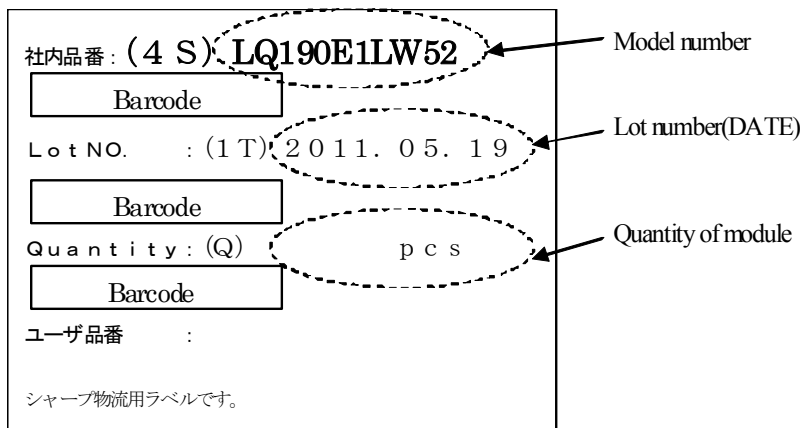 社内品番：(４Ｓ) LQ190E1LW52
Model number
Barcode
ＬｏｔＮＯ. ：(１Ｔ) ２０１１．０５．１９
Lot number(DATE)
Barcode
Ｑｕａｎｔｉｔｙ：(Ｑ) ｐｃｓ
Quantity of module
Barcode
ユーザ品番 ：
シャープ物流用ラベルです。